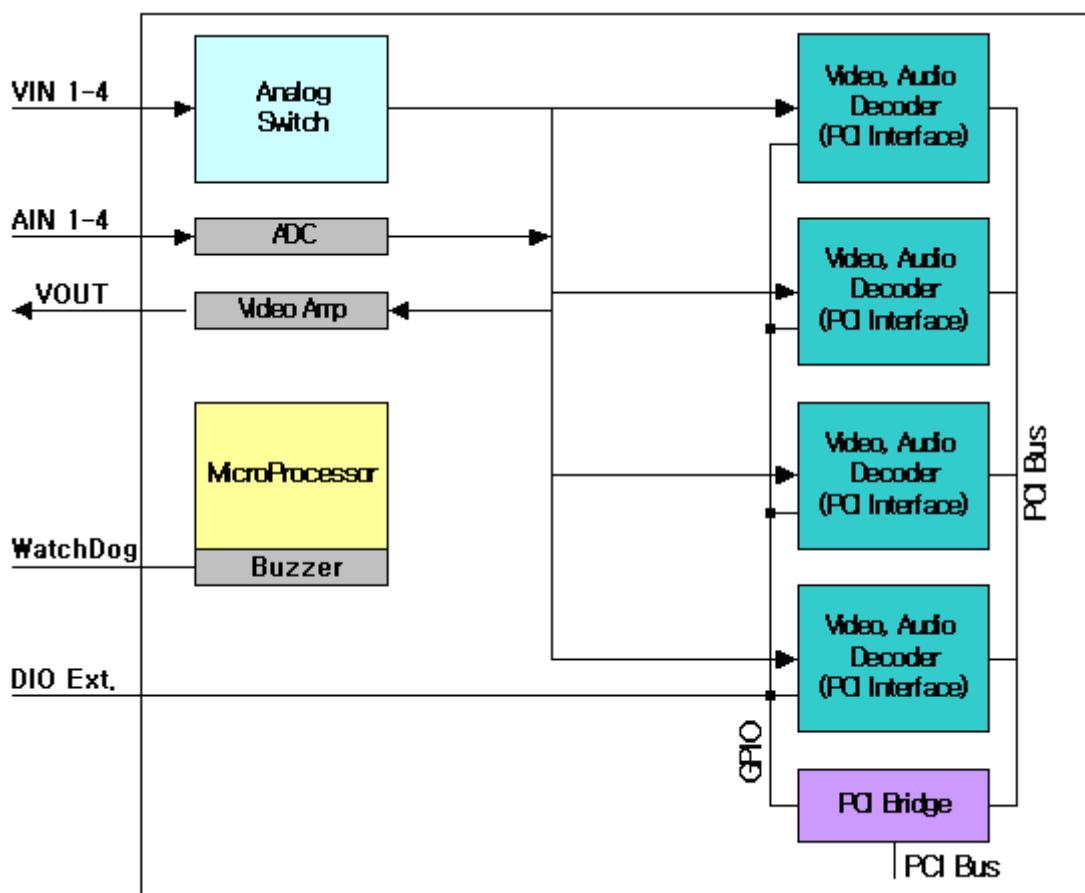 VIN 1-4
Analog
Switch
Video, Audio
Decoder
(PCI Interface)
AIN 1-4
ADC
VOUT
Video Amp
Video, Audio
Decoder
(PCI Interface)
MicroProcessor
Video, Audio
Decoder
(PCI Interface)
PCI Bus
WatchDog
Buzzer
Video, Audio
Decoder
(PCI Interface)
DIO Ext.
GPIO
PCI Bridge
PCI Bus